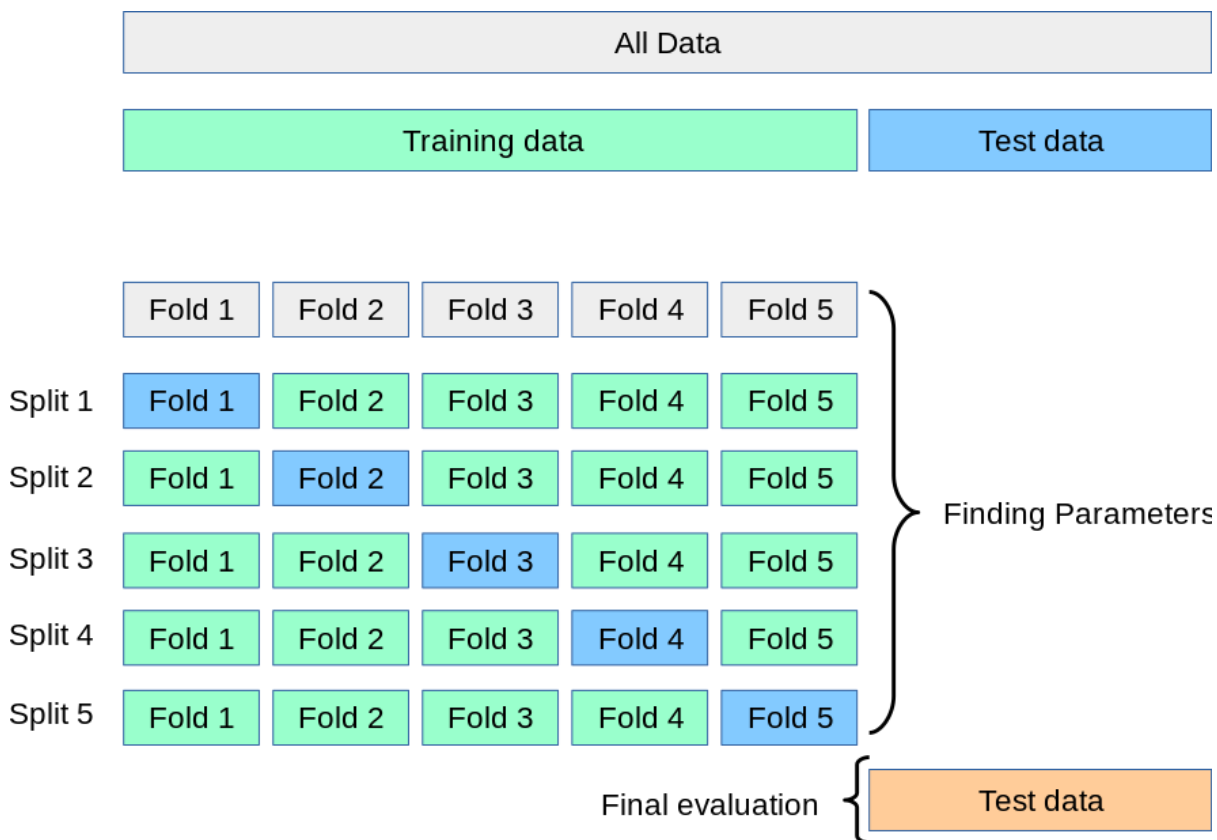 All Data
Training data Test data
Fold 1 Fold 2 Fold 3 Fold 4 Fold 5
Split 1 Fold 1 Fold 2 Fold 3 Fold 4 Fold 5
Split 2 Fold 1 Fold 2 Fold 3 Fold 4 Fold 5
Finding Parameters
Split 3 Fold 1 Fold 2 Fold 3 Fold 4 Fold 5
Split 4 Fold 1 Fold 2 Fold 3 Fold 4 Fold 5
Split 5 Fold 1 Fold 2 Fold 3 Fold 4 Fold 5
Final evaluation Test data